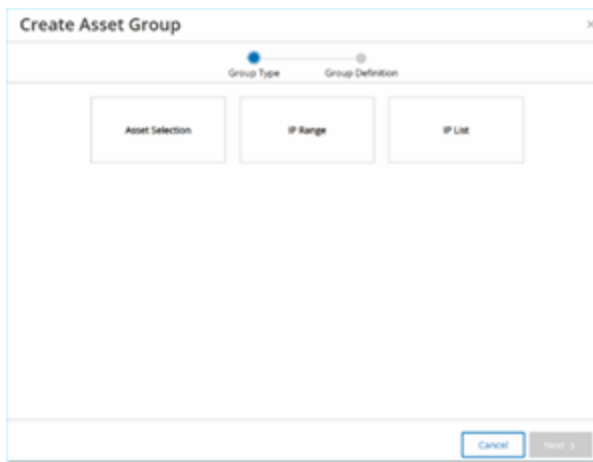 Create Asset Group
Group Type Group Definition
Asset Selection IP Range IP List
Cancel Next